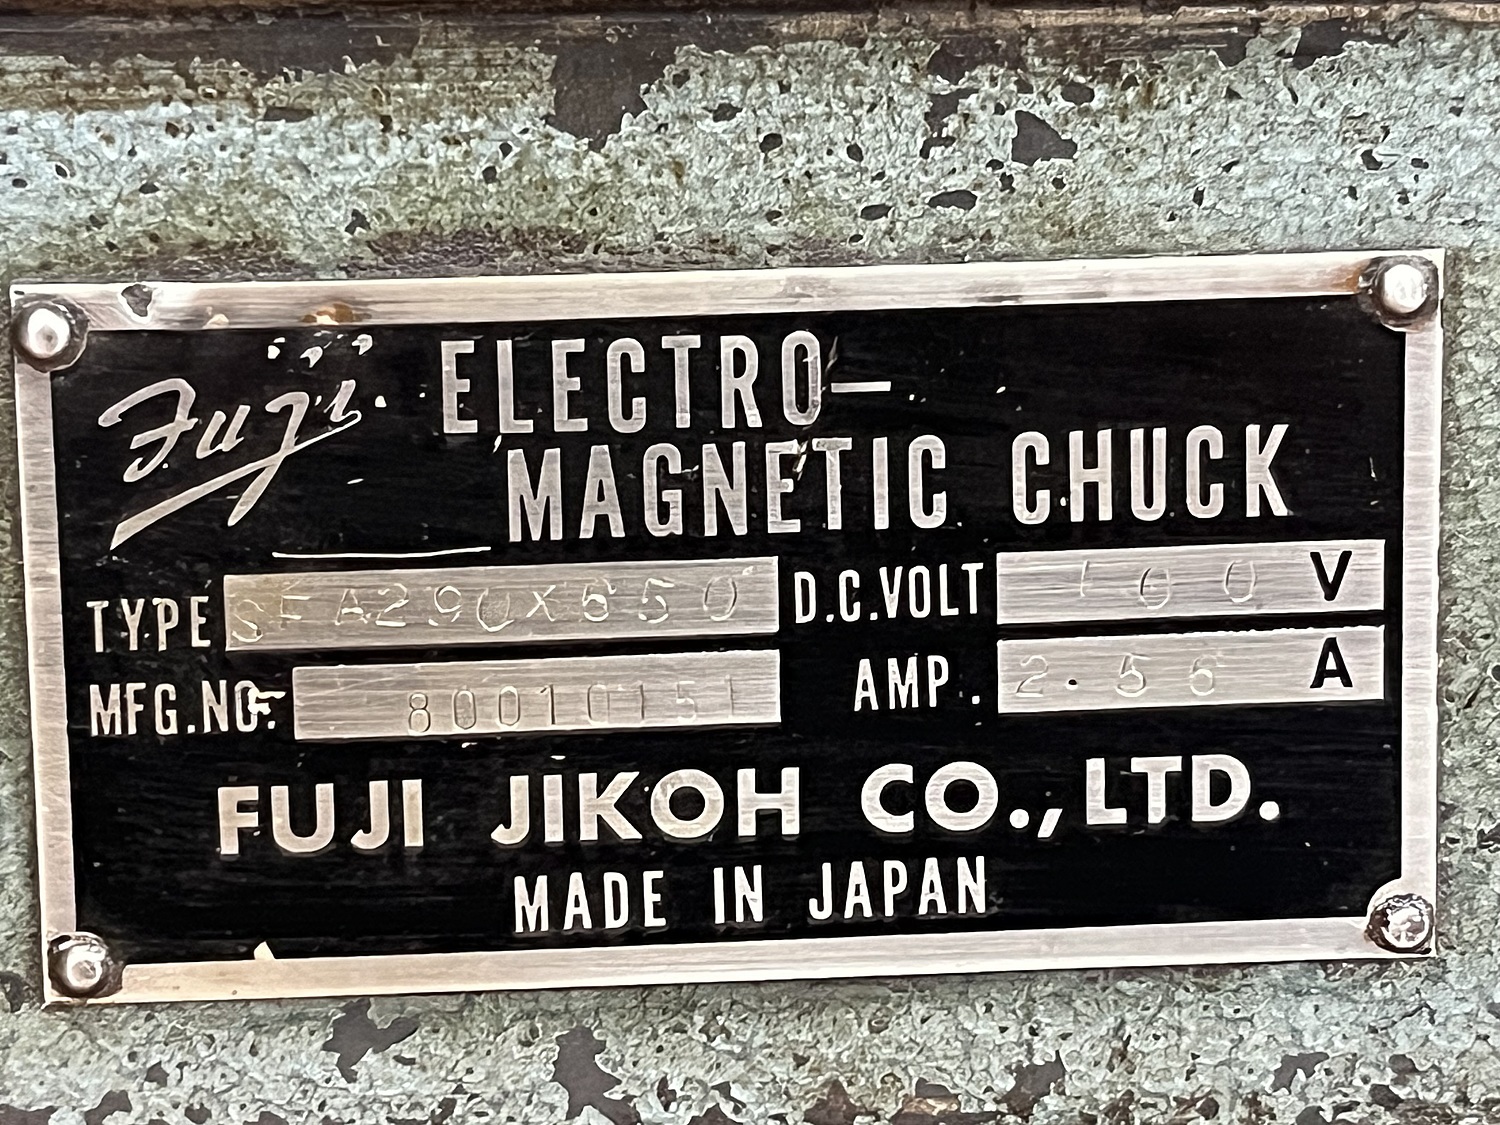 Fuji ELECTRO-
MAGNETIC CHUCK
TYPE SFA290X650 D.C.VOLT 100 V
MFG.NO. 80010151 AMP. 2.56 A
FUJI JIKOH CO.,LTD.
MADE IN JAPAN